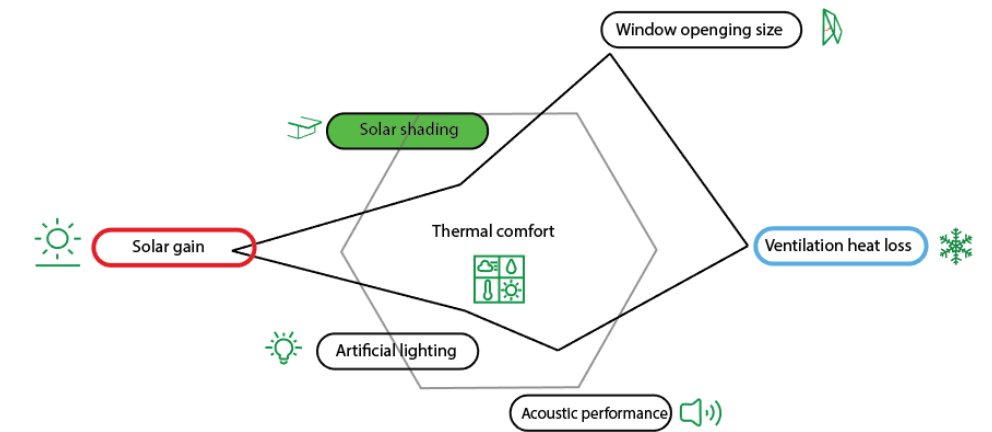 Window openging size
Solar shading
Thermal comfort
Solar gain
Ventilation heat loss
Artificial lighting
Acoustic performance